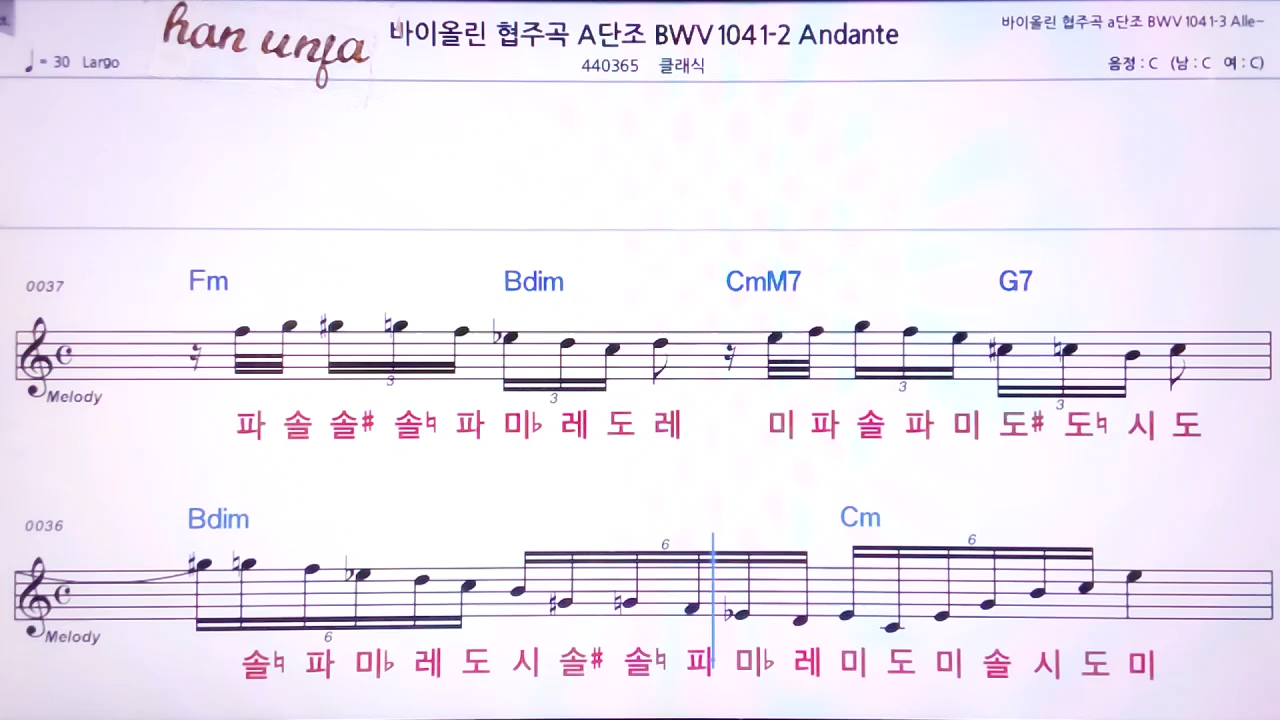 han unfa
바이올린 협주곡 A단조 BWV 1041-2 Andante
바이올린 협주곡 a단조 BWV 1041-3 Alle~
♩= 30 Largo
440365 클래식
음정 : C (남 : C 여 : C)
0037 Fm Bdim CmM7 G7
3 3 3 3
Melody
파 솔 솔# 솔♮ 파 미♭ 레 도 레 미 파 솔 파 미 도# 도♮ 시 도
0036 Bdim Cm
6 6 6
Melody
솔♮ 파 미♭ 레 도 시 솔# 솔♮ 파 미♭ 레 미 도 미 솔 시 도 미